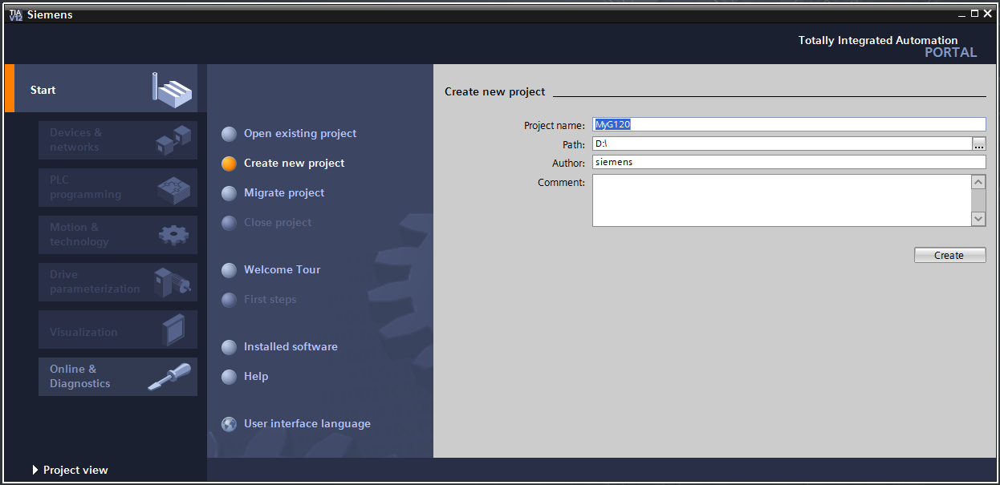 TIA
V12 Siemens
Totally Integrated Automation
PORTAL
Start
Devices &
networks
PLC
programming
Motion &
technology
Drive
parameterization
Visualization
Online &
Diagnostics
Project view
Open existing project
Create new project
Migrate project
Close project
Welcome Tour
First steps
Installed software
Help
User interface language
Create new project
Project name: MyG120
Path: D:\ ...
Author: siemens
Comment:
Create